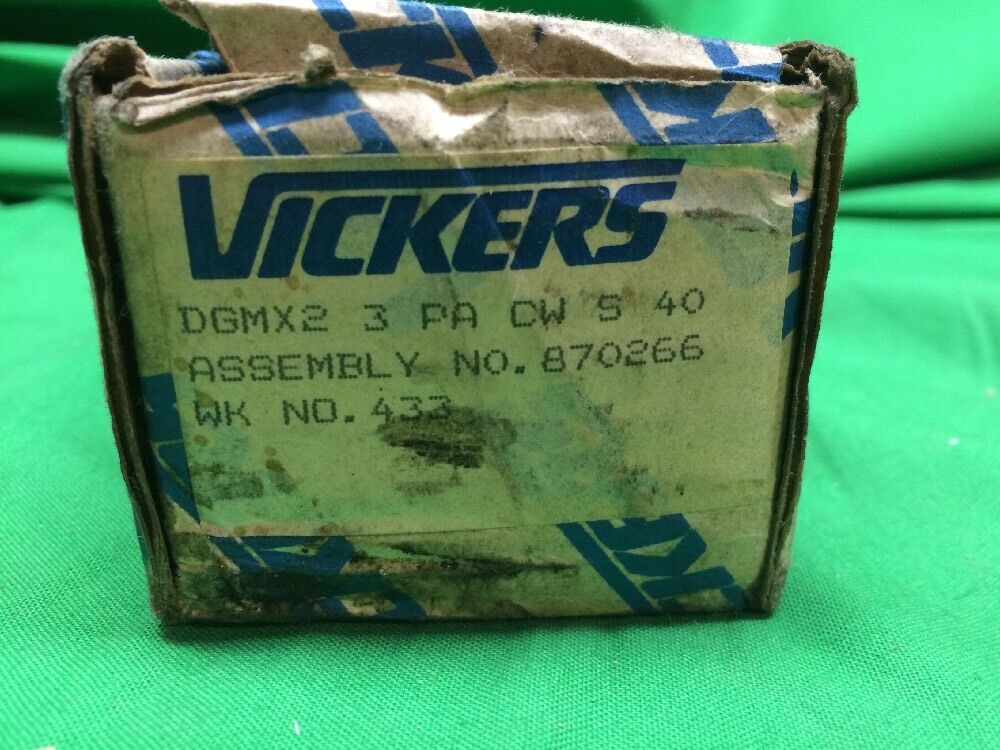 VICKERS
DGMX2 3 PA CW S 40
ASSEMBLY NO. 870266
WK NO. 433